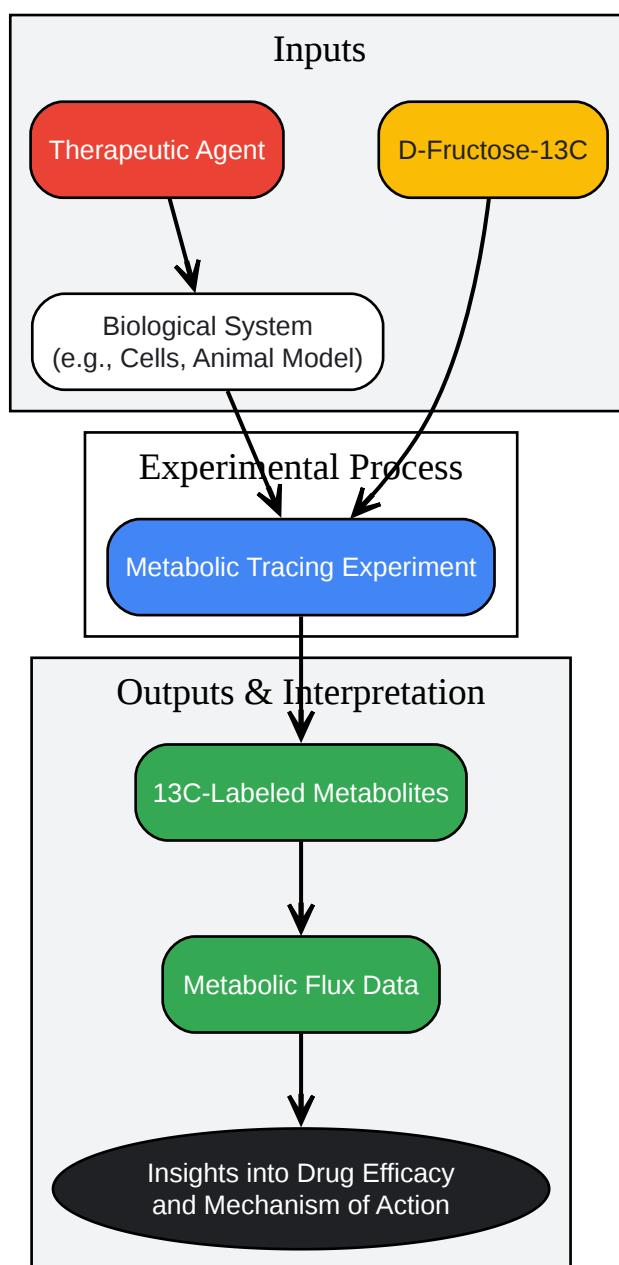 Inputs
Therapeutic Agent
D-Fructose-13C
Biological System
(e.g., Cells, Animal Model)
Experimental Process
Metabolic Tracing Experiment
Outputs & Interpretation
13C-Labeled Metabolites
Metabolic Flux Data
Insights into Drug Efficacy
and Mechanism of Action